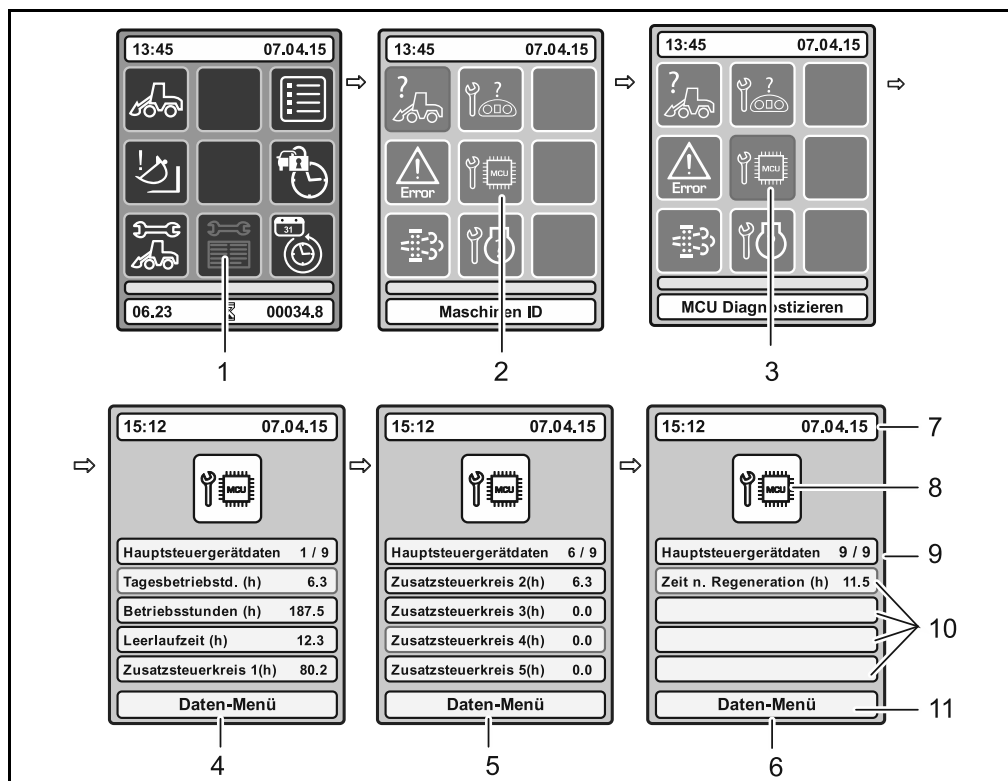 13:45 07.04.15
31
06.23 00034.8
1
13:45 07.04.15
? ?
Error MCU
Maschinen ID
2
13:45 07.04.15
? ?
Error MCU
MCU Diagnostizieren
3
15:12 07.04.15
MCU
Hauptsteuergerätdaten 1 / 9
Tagesbetriebstd. (h) 6.3
Betriebsstunden (h) 187.5
Leerlaufzeit (h) 12.3
Zusatzsteuerkreis 1(h) 80.2
Daten-Menü
4
15:12 07.04.15
MCU
Hauptsteuergerätdaten 6 / 9
Zusatzsteuerkreis 2(h) 6.3
Zusatzsteuerkreis 3(h) 0.0
Zusatzsteuerkreis 4(h) 0.0
Zusatzsteuerkreis 5(h) 0.0
Daten-Menü
5
15:12 07.04.15 7
MCU 8
Hauptsteuergerätdaten 9 / 9 9
Zeit n. Regeneration (h) 11.5
10
Daten-Menü 11
6